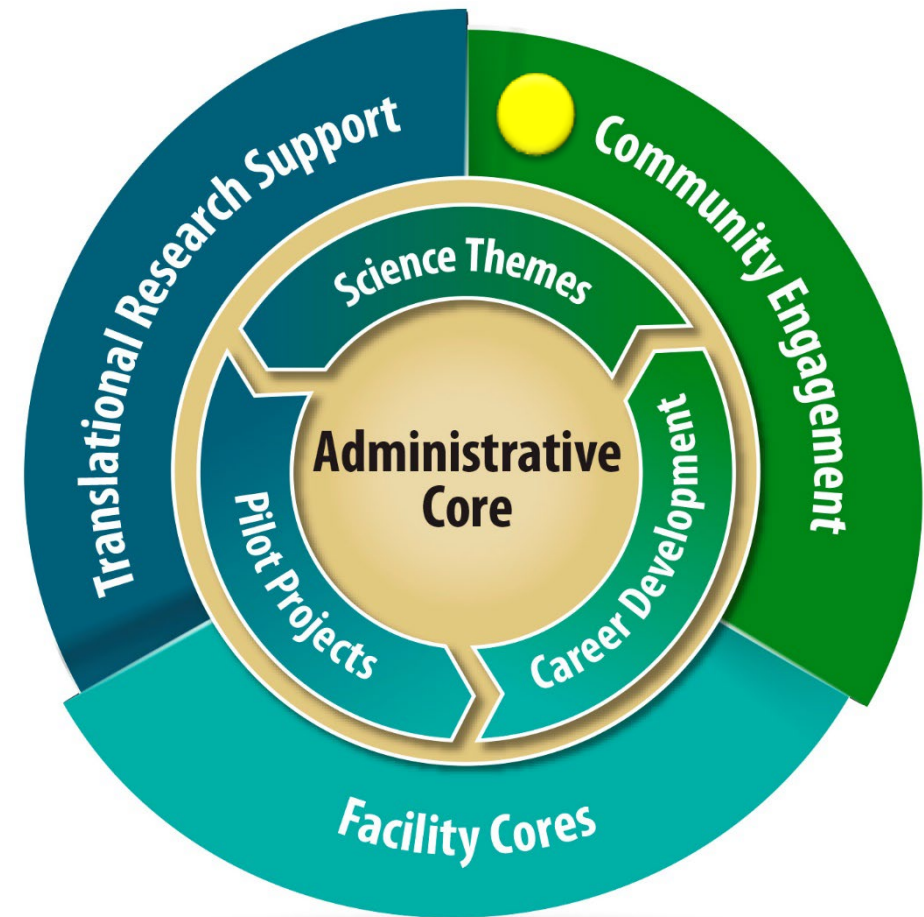 Translational Research Support
Community Engagement
Science Themes
Administrative
Core
Pilot Projects
Career Development
Facility Cores